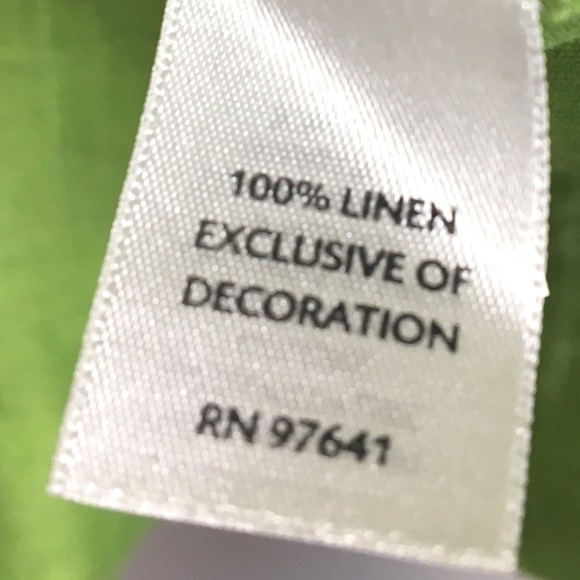 100% LINEN
EXCLUSIVE OF
DECORATION
RN 97641